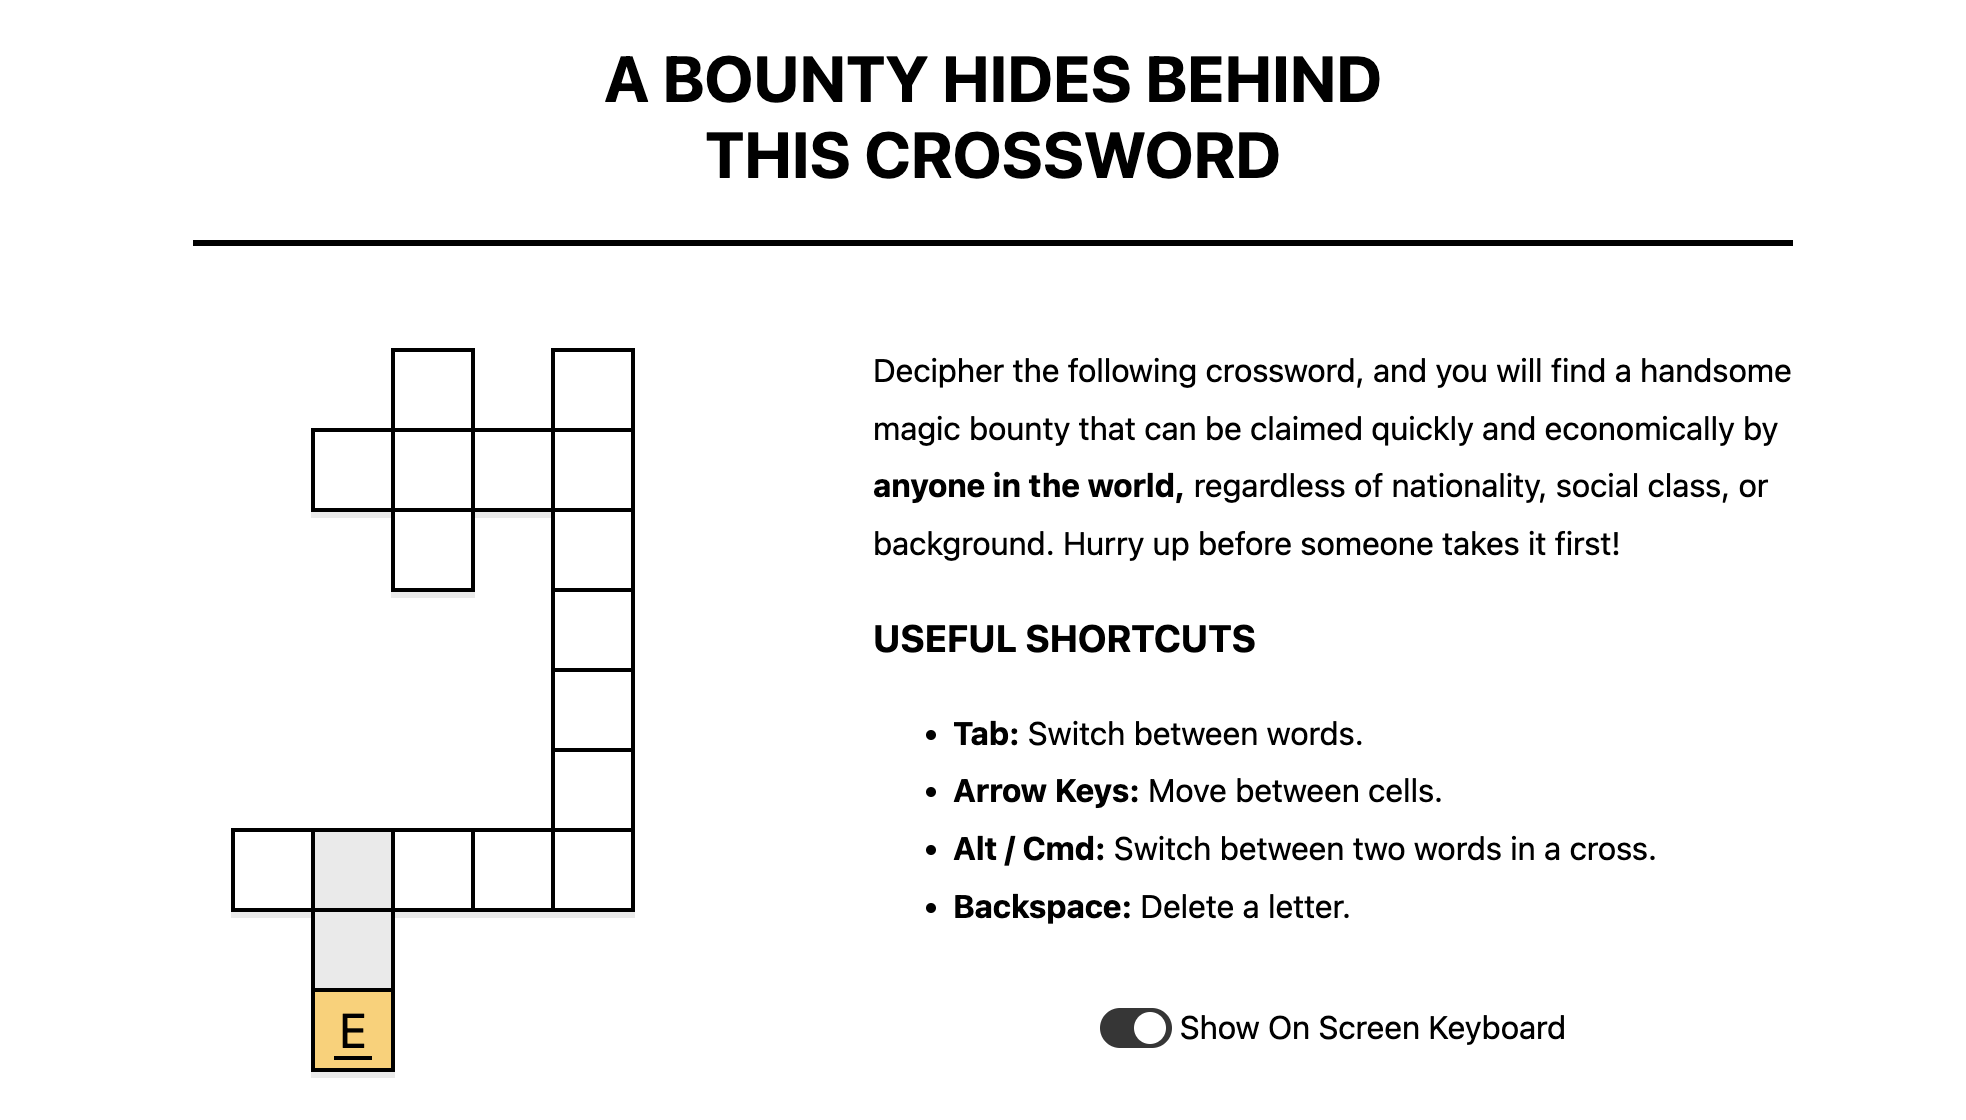 A BOUNTY HIDES BEHIND
THIS CROSSWORD
Decipher the following crossword, and you will find a handsome
magic bounty that can be claimed quickly and economically by
anyone in the world, regardless of nationality, social class, or
background. Hurry up before someone takes it first!
USEFUL SHORTCUTS
• Tab: Switch between words.
• Arrow Keys: Move between cells.
• Alt / Cmd: Switch between two words in a cross.
• Backspace: Delete a letter.
E
Show On Screen Keyboard